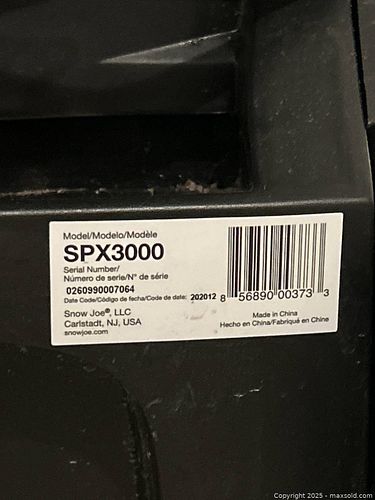 Model/Modelo/Modèle
SPX3000
Serial Number/
Número de serie/N° de série
0260990007064
Date Code/Código de fecha/Code de date: 202012
8 56890 00373 3
Snow Joe®, LLC
Carlstadt, NJ, USA
snowjoe.com
Made in China
Hecho en China/Fabriqué en Chine
Copyright 2025 - maxsold.com